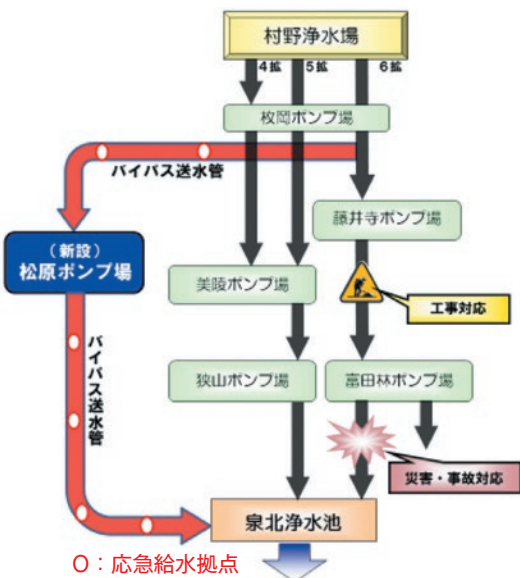 村野浄水場
4拡
5拡
6拡
枚岡ポンプ場
バイパス送水管
藤井寺ポンプ場
(新設)
松原ポンプ場
美陵ポンプ場
工事対応
バイパス送水管
狭山ポンプ場
富田林ポンプ場
災害・事故対応
泉北浄水池
O:応急給水拠点